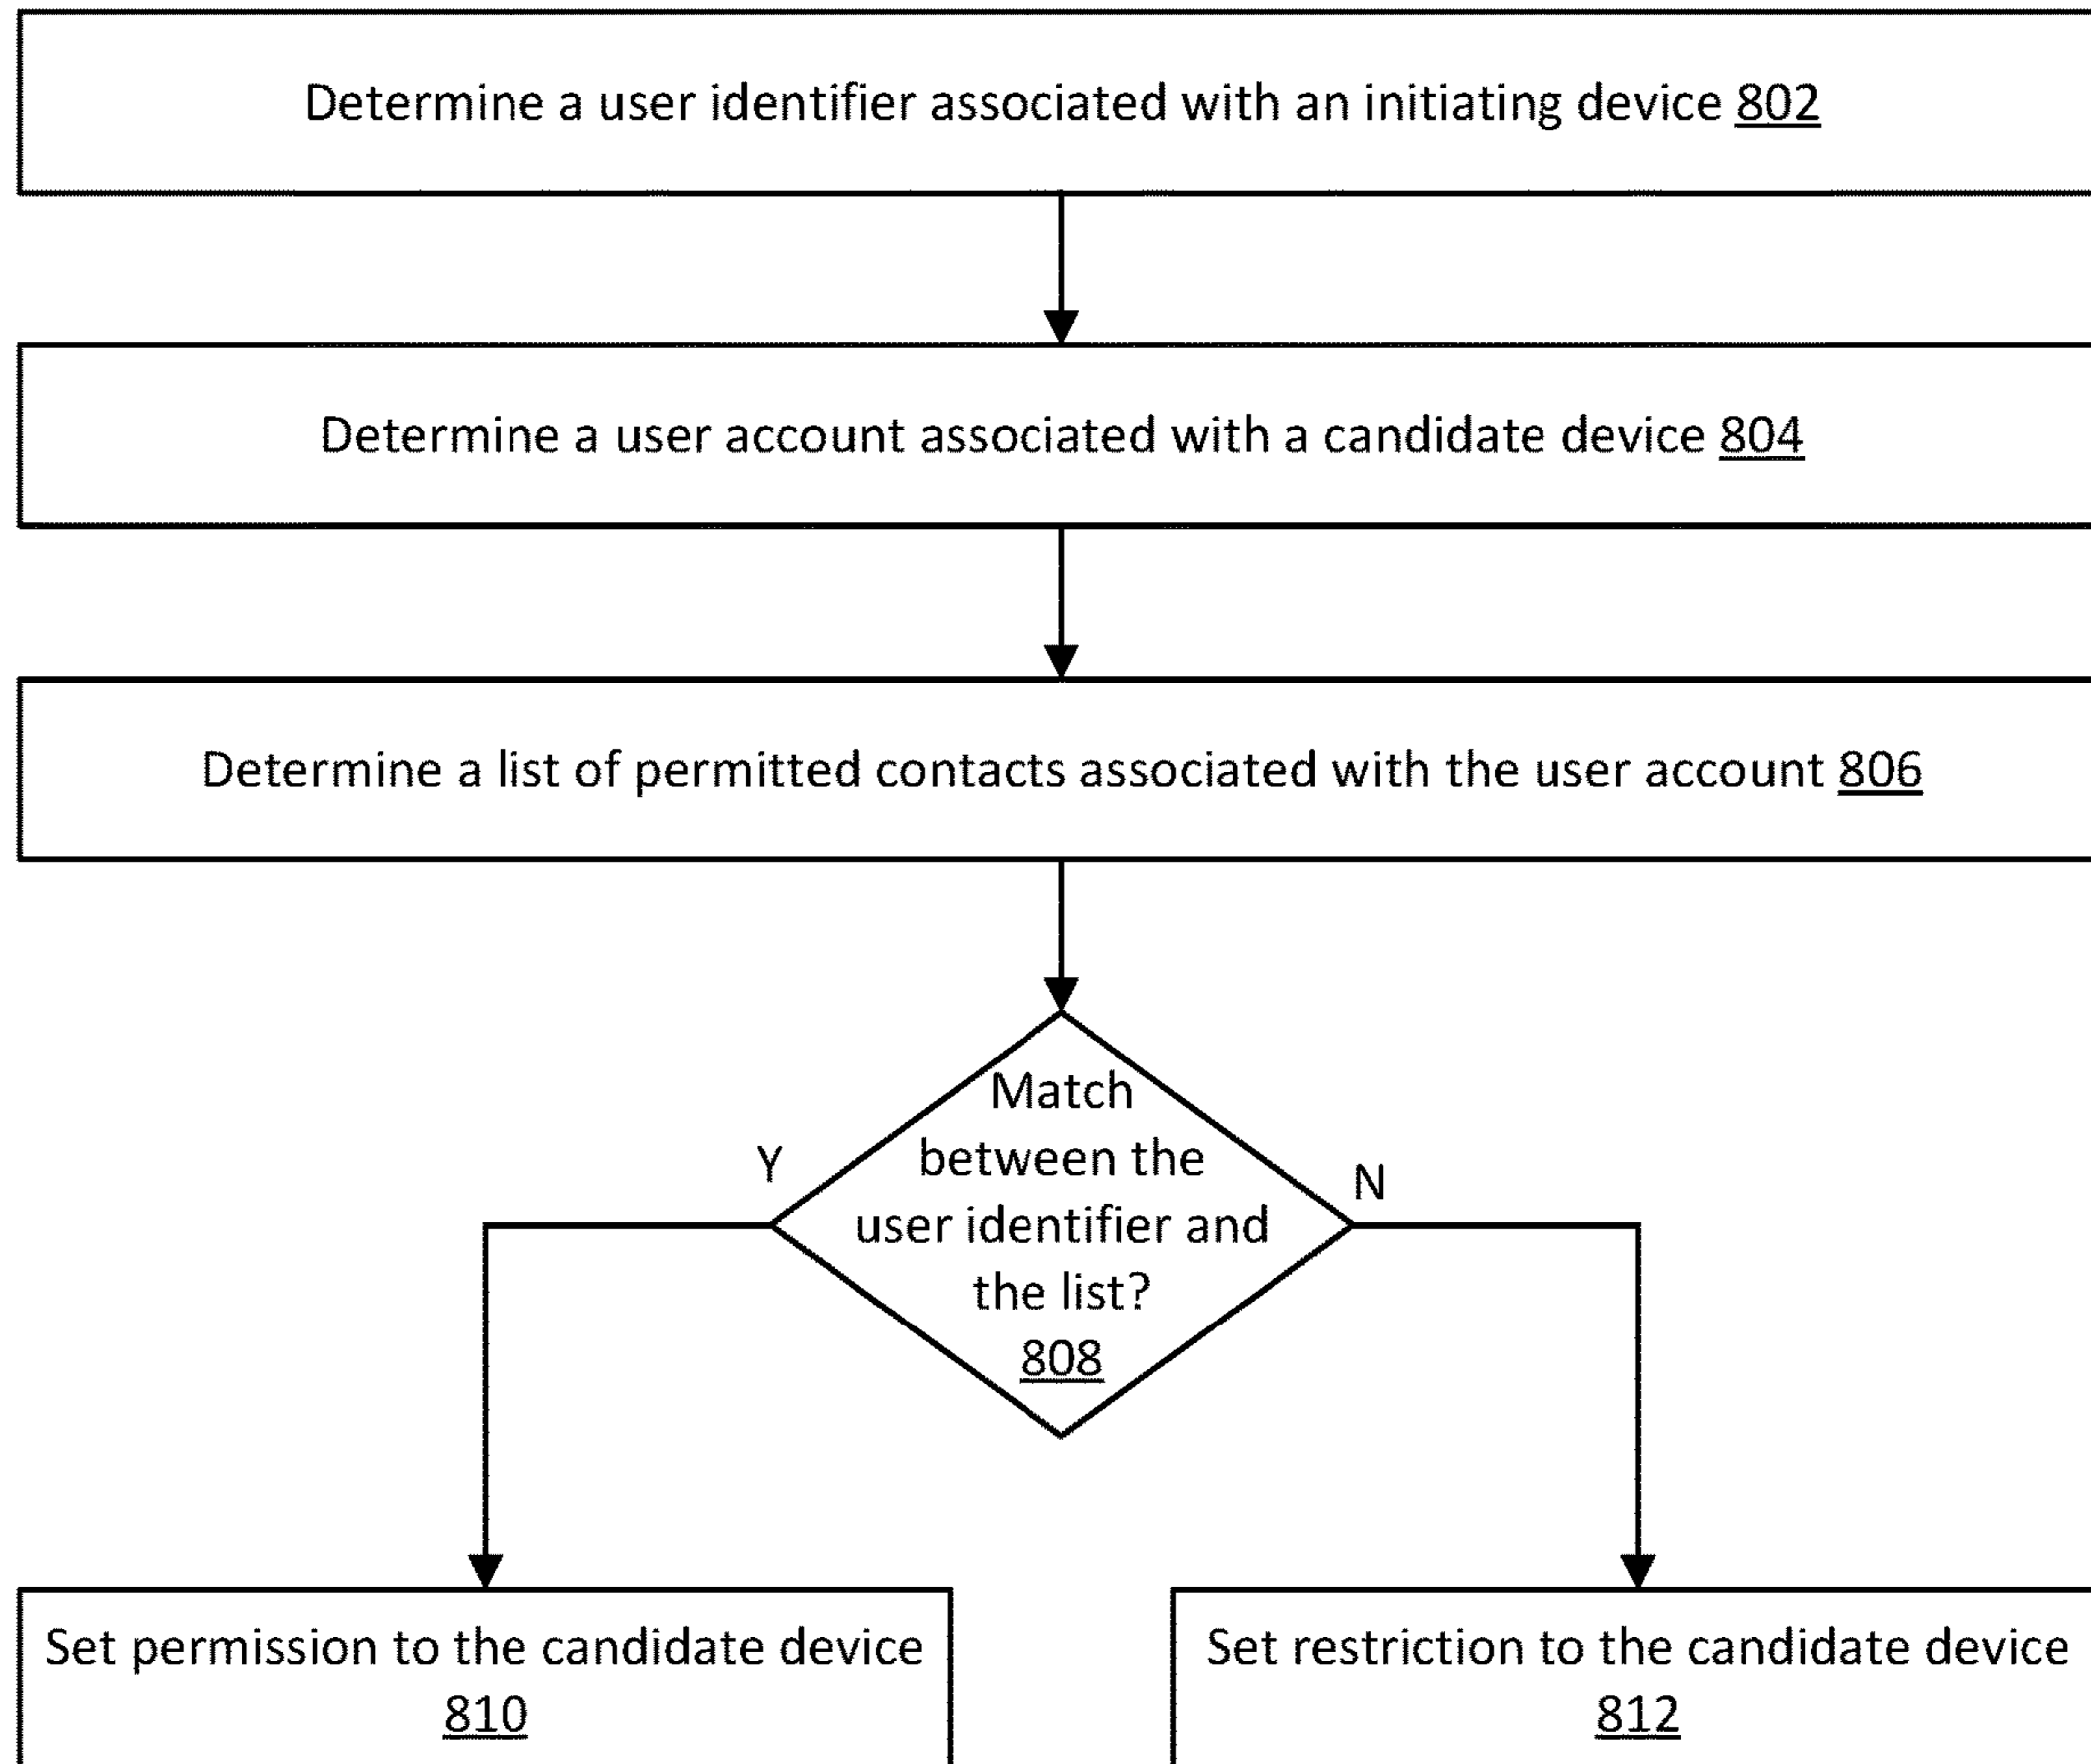 Determine a user identifier associated with an initiating device 802
Determine a user account associated with a candidate device 804
Determine a list of permitted contacts associated with the user account 806
Match
between the
user identifier and
the list?
808
Y
N
Set permission to the candidate device
810
Set restriction to the candidate device
812